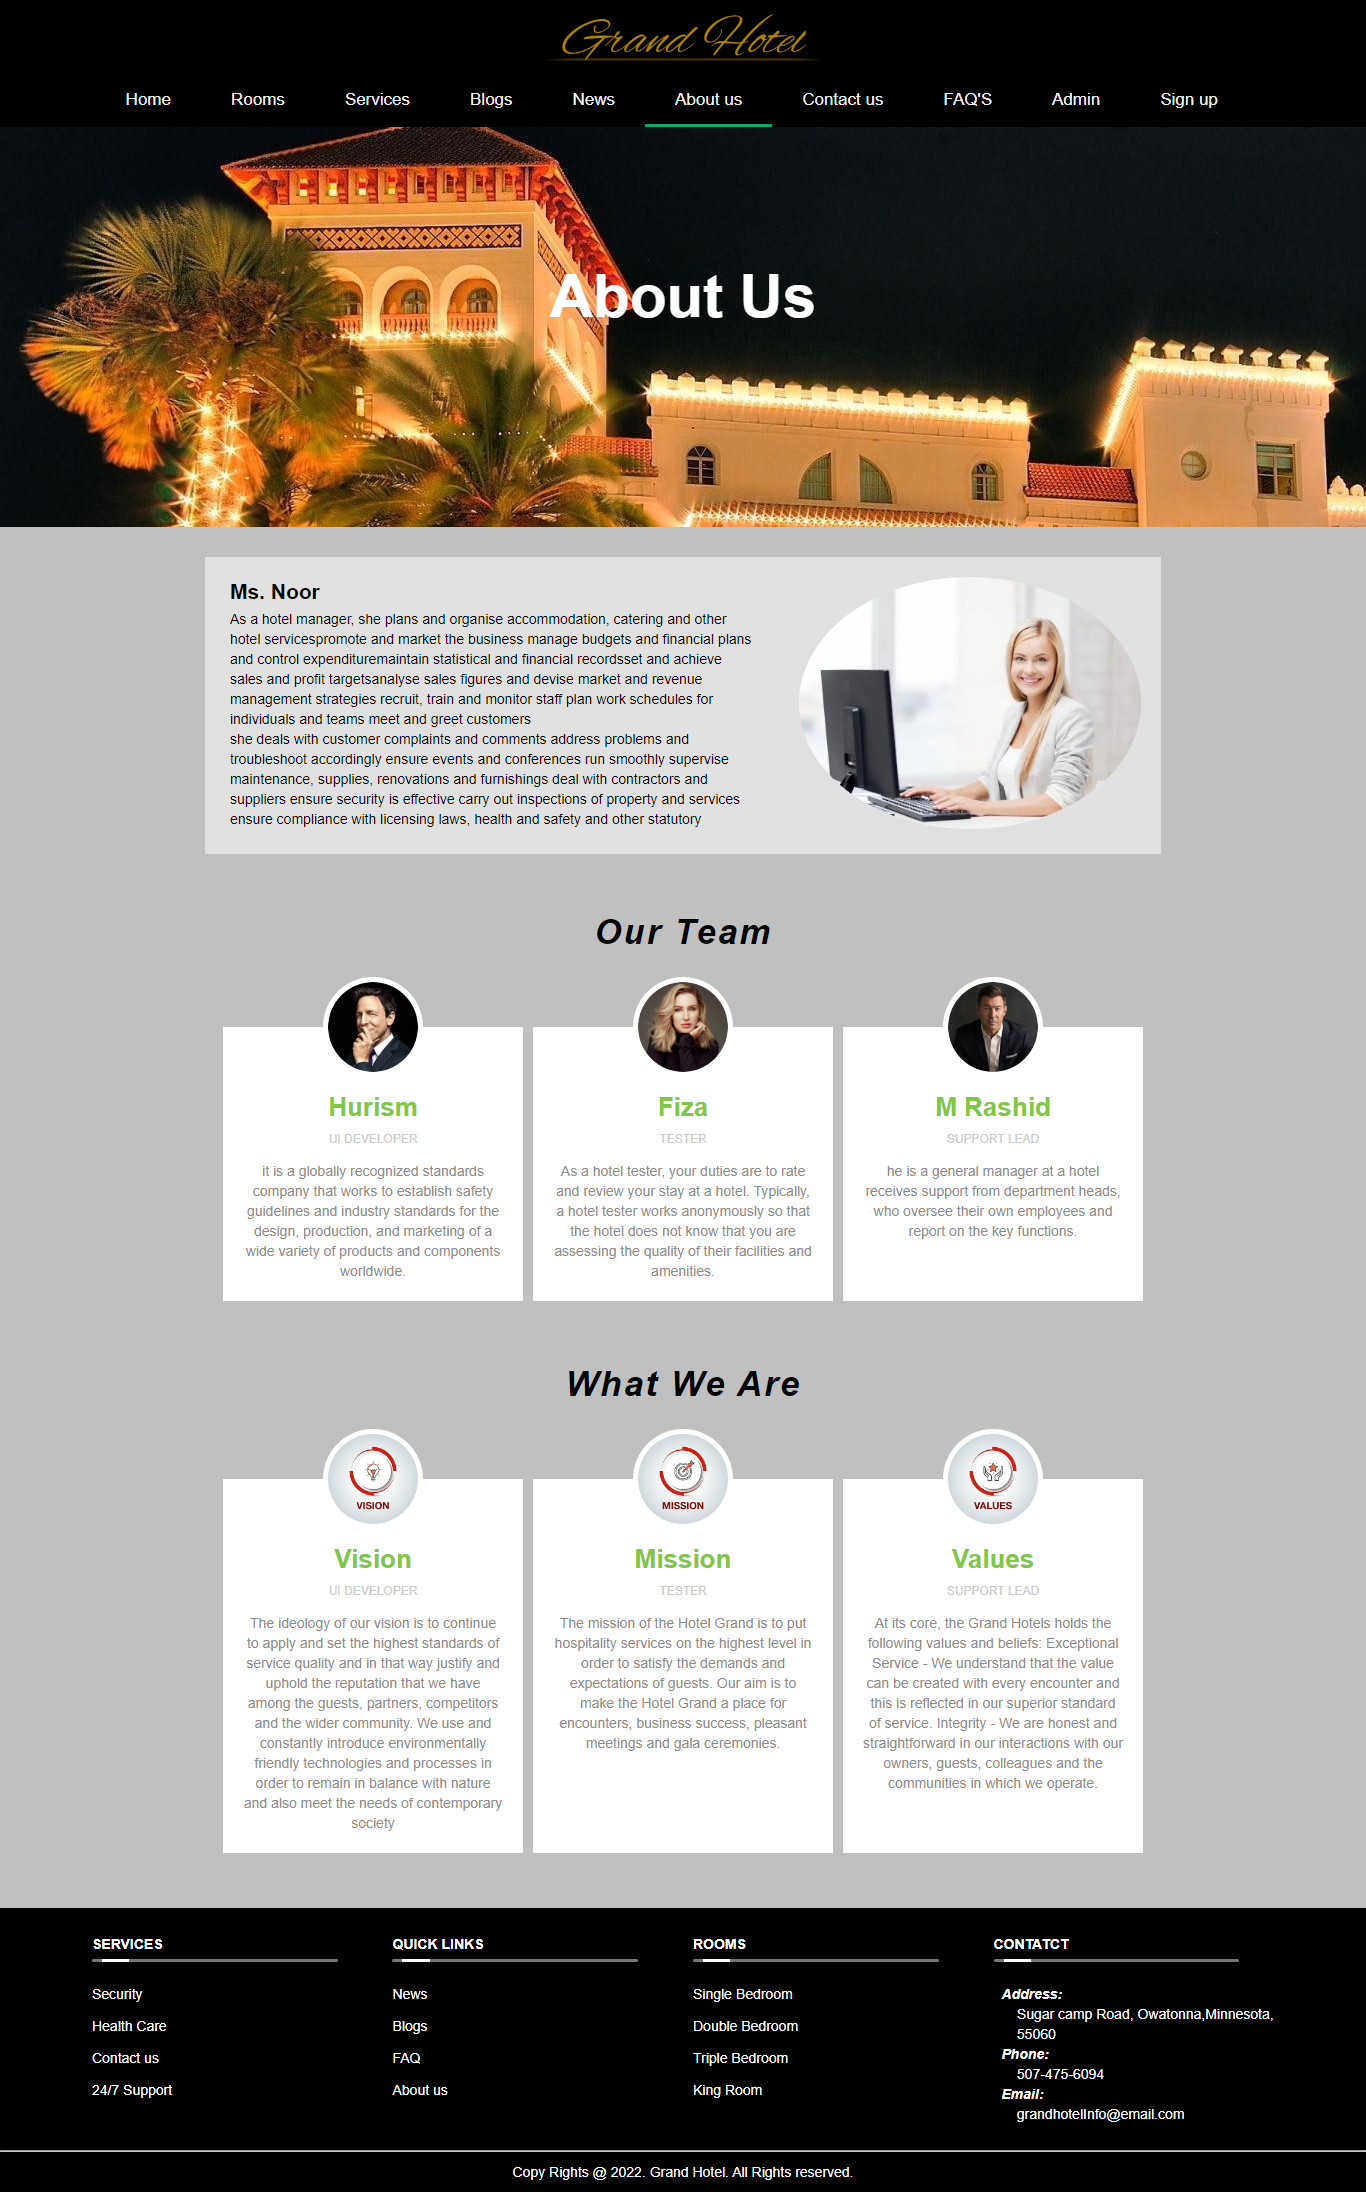 Grand Hotel
Home Rooms Services Blogs News About us Contact us FAQ'S Admin Sign up
About Us
Ms. Noor
As a hotel manager, she plans and organise accommodation, catering and other
hotel servicespromote and market the business manage budgets and financial plans
and control expendituremaintain statistical and financial recordsset and achieve
sales and profit targetsanalyse sales figures and devise market and revenue
management strategies recruit, train and monitor staff plan work schedules for
individuals and teams meet and greet customers
she deals with customer complaints and comments address problems and
troubleshoot accordingly ensure events and conferences run smoothly supervise
maintenance, supplies, renovations and furnishings deal with contractors and
suppliers ensure security is effective carry out inspections of property and services
ensure compliance with licensing laws, health and safety and other statutory
Our Team
Hurism
UI DEVELOPER
it is a globally recognized standards
company that works to establish safety
guidelines and industry standards for the
design, production, and marketing of a
wide variety of products and components
worldwide.
Fiza
TESTER
As a hotel tester, your duties are to rate
and review your stay at a hotel. Typically,
a hotel tester works anonymously so that
the hotel does not know that you are
assessing the quality of their facilities and
amenities.
M Rashid
SUPPORT LEAD
he is a general manager at a hotel
receives support from department heads,
who oversee their own employees and
report on the key functions.
What We Are
VISION
Vision
UI DEVELOPER
The ideology of our vision is to continue
to apply and set the highest standards of
service quality and in that way justify and
uphold the reputation that we have
among the guests, partners, competitors
and the wider community. We use and
constantly introduce environmentally
friendly technologies and processes in
order to remain in balance with nature
and also meet the needs of contemporary
society
MISSION
Mission
TESTER
The mission of the Hotel Grand is to put
hospitality services on the highest level in
order to satisfy the demands and
expectations of guests. Our aim is to
make the Hotel Grand a place for
encounters, business success, pleasant
meetings and gala ceremonies.
VALUES
Values
SUPPORT LEAD
At its core, the Grand Hotels holds the
following values and beliefs: Exceptional
Service - We understand that the value
can be created with every encounter and
this is reflected in our superior standard
of service. Integrity - We are honest and
straightforward in our interactions with our
owners, guests, colleagues and the
communities in which we operate.
SERVICES
Security
Health Care
Contact us
24/7 Support
QUICK LINKS
News
Blogs
FAQ
About us
ROOMS
Single Bedroom
Double Bedroom
Triple Bedroom
King Room
CONTATCT
Address:
Sugar camp Road, Owatonna,Minnesota,
55060
Phone:
507-475-6094
Email:
grandhotelInfo@email.com
Copy Rights @ 2022. Grand Hotel. All Rights reserved.